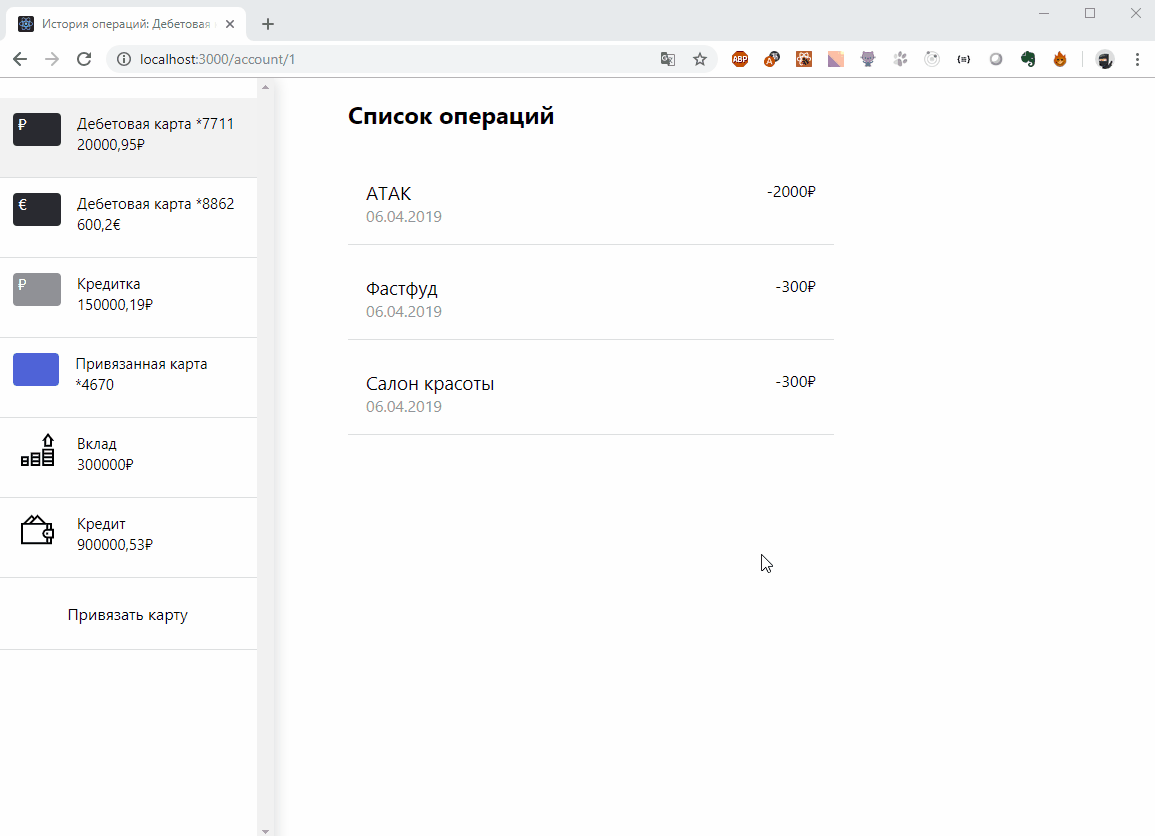 История операций: Дебетовая
localhost:3000/account/1
ABP
₽
Дебетовая карта *7711
20000,95₽
€
Дебетовая карта *8862
600,2€
₽
Кредитка
150000,19₽
Привязанная карта
*4670
Вклад
300000₽
Кредит
900000,53₽
Привязать карту
Список операций
АТАК
-2000₽
06.04.2019
Фастфуд
-300₽
06.04.2019
Салон красоты
-300₽
06.04.2019